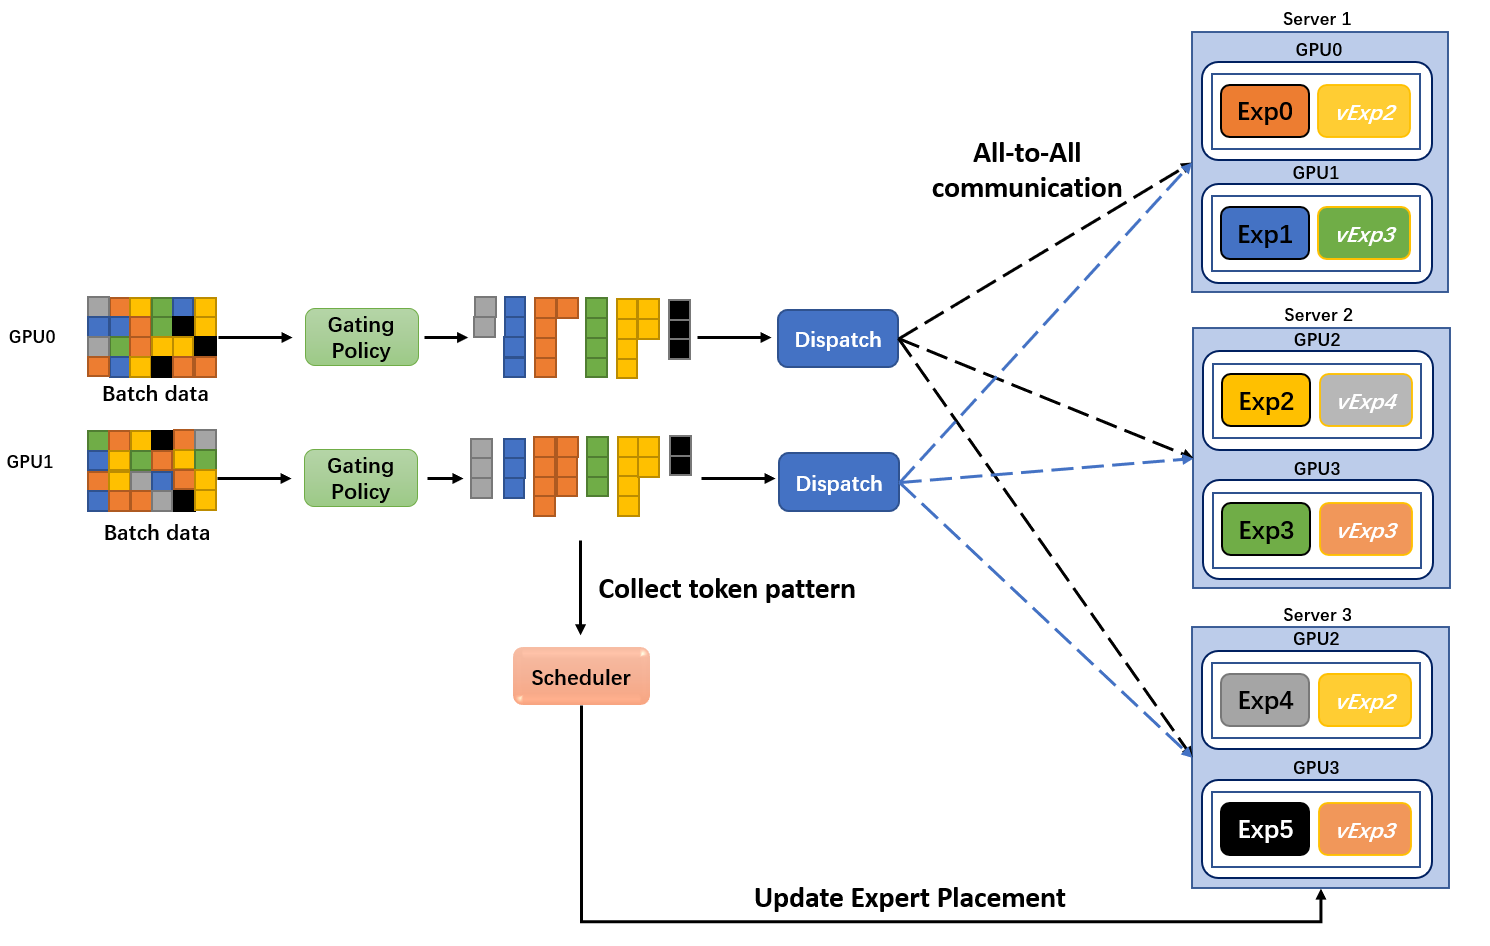 Server 1
GPU0
Exp0 vExp2
GPU1
Exp1 vExp3
All-to-All
communication
GPU0
Batch data
Gating
Policy
Dispatch
GPU1
Batch data
Gating
Policy
Dispatch
Server 2
GPU2
Exp2 vExp4
GPU3
Exp3 vExp3
Collect token pattern
Scheduler
Server 3
GPU2
Exp4 vExp2
GPU3
Exp5 vExp3
Update Expert Placement